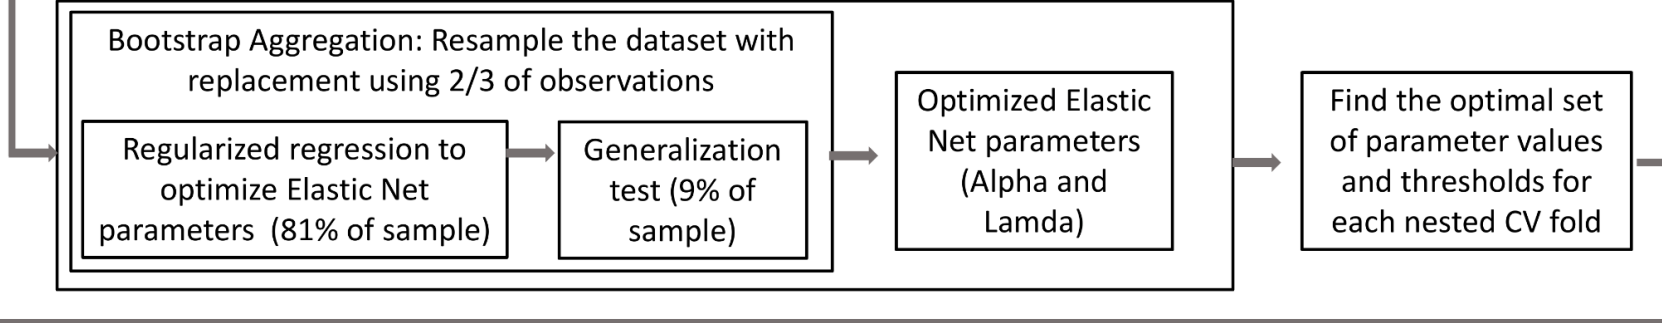 Bootstrap Aggregation: Resample the dataset with
replacement using 2/3 of observations
Regularized regression to
optimize Elastic Net
parameters (81% of sample)
Generalization
test (9% of
sample)
Optimized Elastic
Net parameters
(Alpha and
Lamda)
Find the optimal set
of parameter values
and thresholds for
each nested CV fold